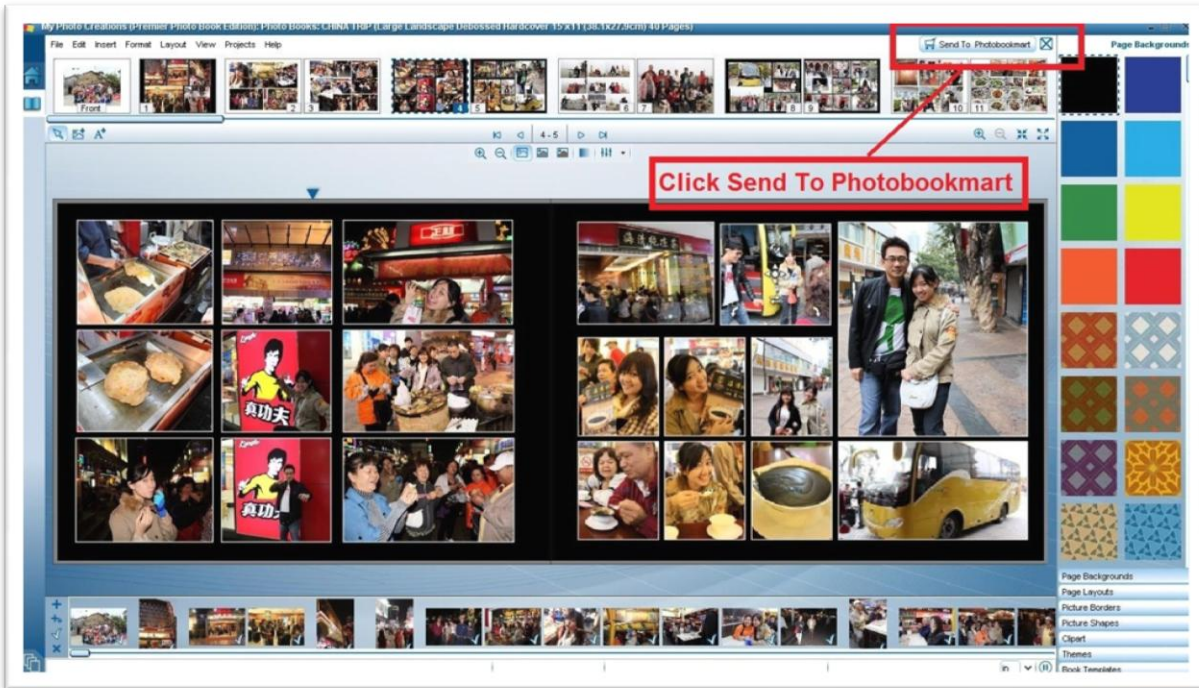 My Photo Creations (Premier Photo Book Edition): Photo Books: CHINA TRIP (Large Landscape Debossed Hardcover 15"x11"(38.1x27.9cm) 40 Pages)
File Edit Insert Format Layout View Projects Help
Send To Photobookmart
Page Backgrounds
Front 1 2 3 4 5 6 7 8 9 10 11
4 - 5
Click Send To Photobookmart
真功夫
真功夫
Page Backgrounds
Page Layouts
Picture Borders
Picture Shapes
Clipart
Themes
Book Templates
in